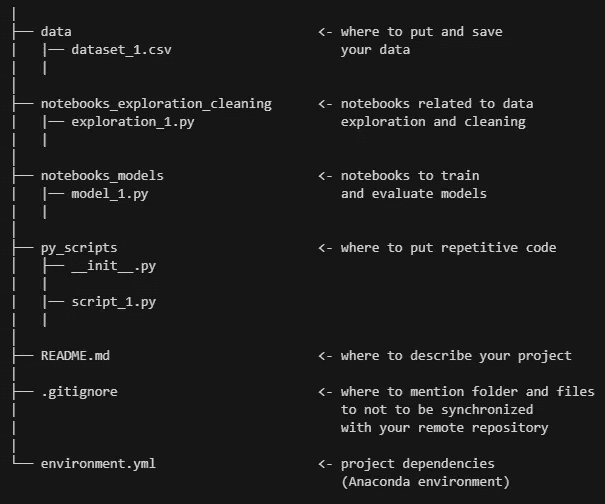 │
├── data                                <- where to put and save
│   |── dataset_1.csv                      your data
│   |
│
├── notebooks_exploration_cleaning      <- notebooks related to data
│   |── exploration_1.py                   exploration and cleaning
│   |
│
├── notebooks_models                    <- notebooks to train
│   |── model_1.py                         and evaluate models
│   |
│
├── py_scripts                          <- where to put repetitive code
│   ├── __init__.py
│   |
│   |── script_1.py
│   |
│
├── README.md                           <- where to describe your project
│
├── .gitignore                          <- where to mention folder and files
│                                          to not to be synchronized
│                                          with your remote repository
│
└── environment.yml                     <- project dependencies
                                           (Anaconda environment)